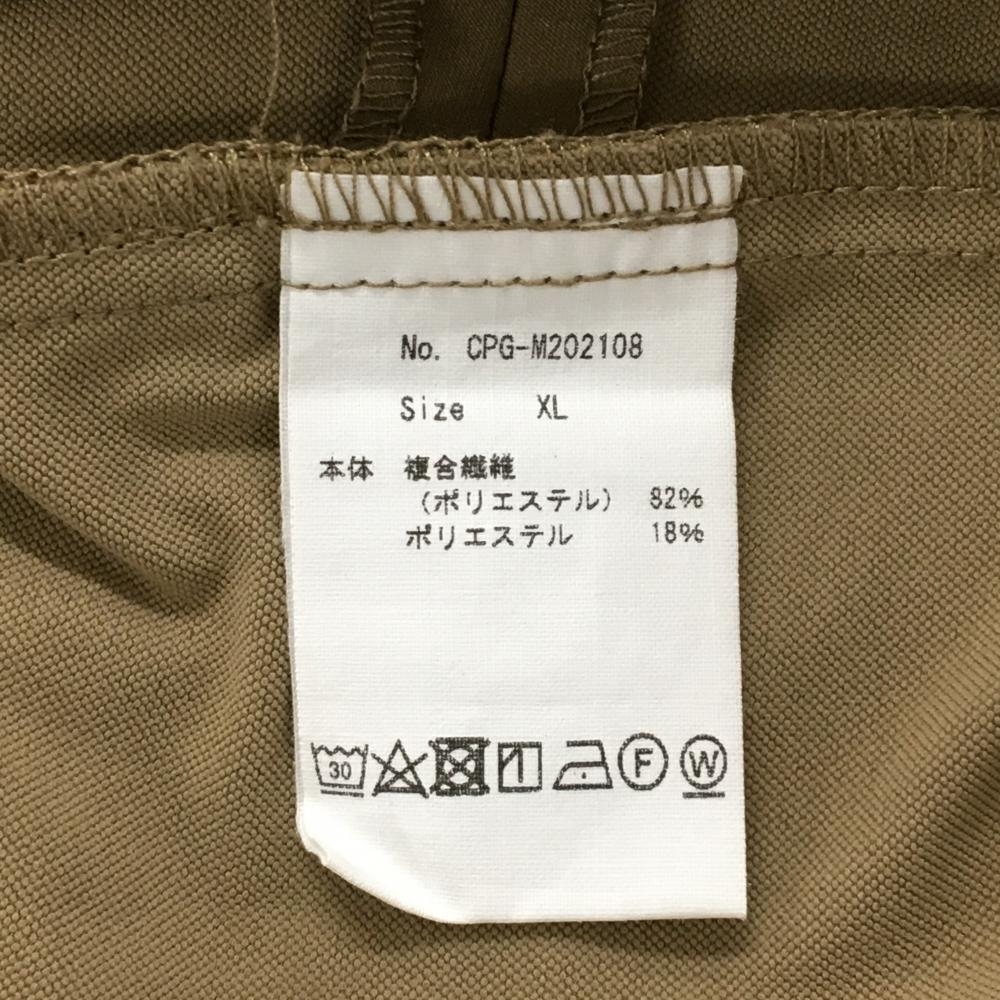 No. CPG-M202108
Size XL
本体 複合繊維
(ポリエステル) 82%
ポリエステル 18%
30 F W